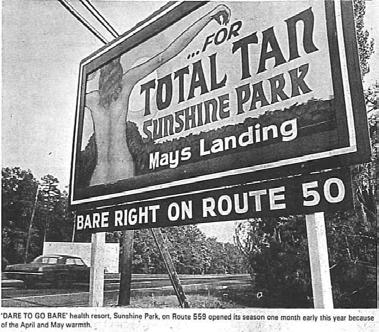 ...FOR
TOTAL TAN
SUNSHINE PARK
Mays Landing
BARE RIGHT ON ROUTE 50
'DARE TO GO BARE' health resort, Sunshine Park, on Route 559 opened its season one month early this year because
of the April and May warmth.